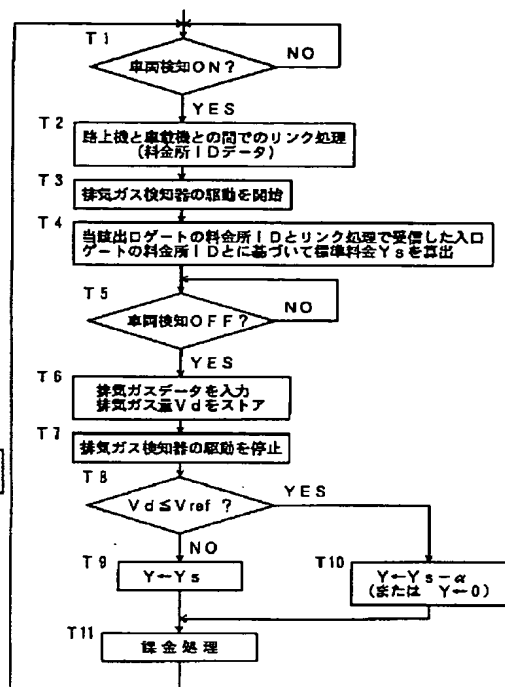 T1
車両検知ON?
NO
YES
T2
路上機と車載機との間でのリンク処理
(料金所IDデータ)
T3
排気ガス検知器の駆動を開始
T4
当該出口ゲートの料金所IDとリンク処理で受信した入口
ゲートの料金所IDとに基づいて標準料金Ysを算出
T5
車両検知OFF?
NO
YES
T6
排気ガスデータを入力
排気ガス量Vdをストア
T7
排気ガス検知器の駆動を停止
T8
Vd≦Vref?
YES
NO
T9
Y←Ys
T10
Y←Ys-α
(または Y←0)
T11
課金処理